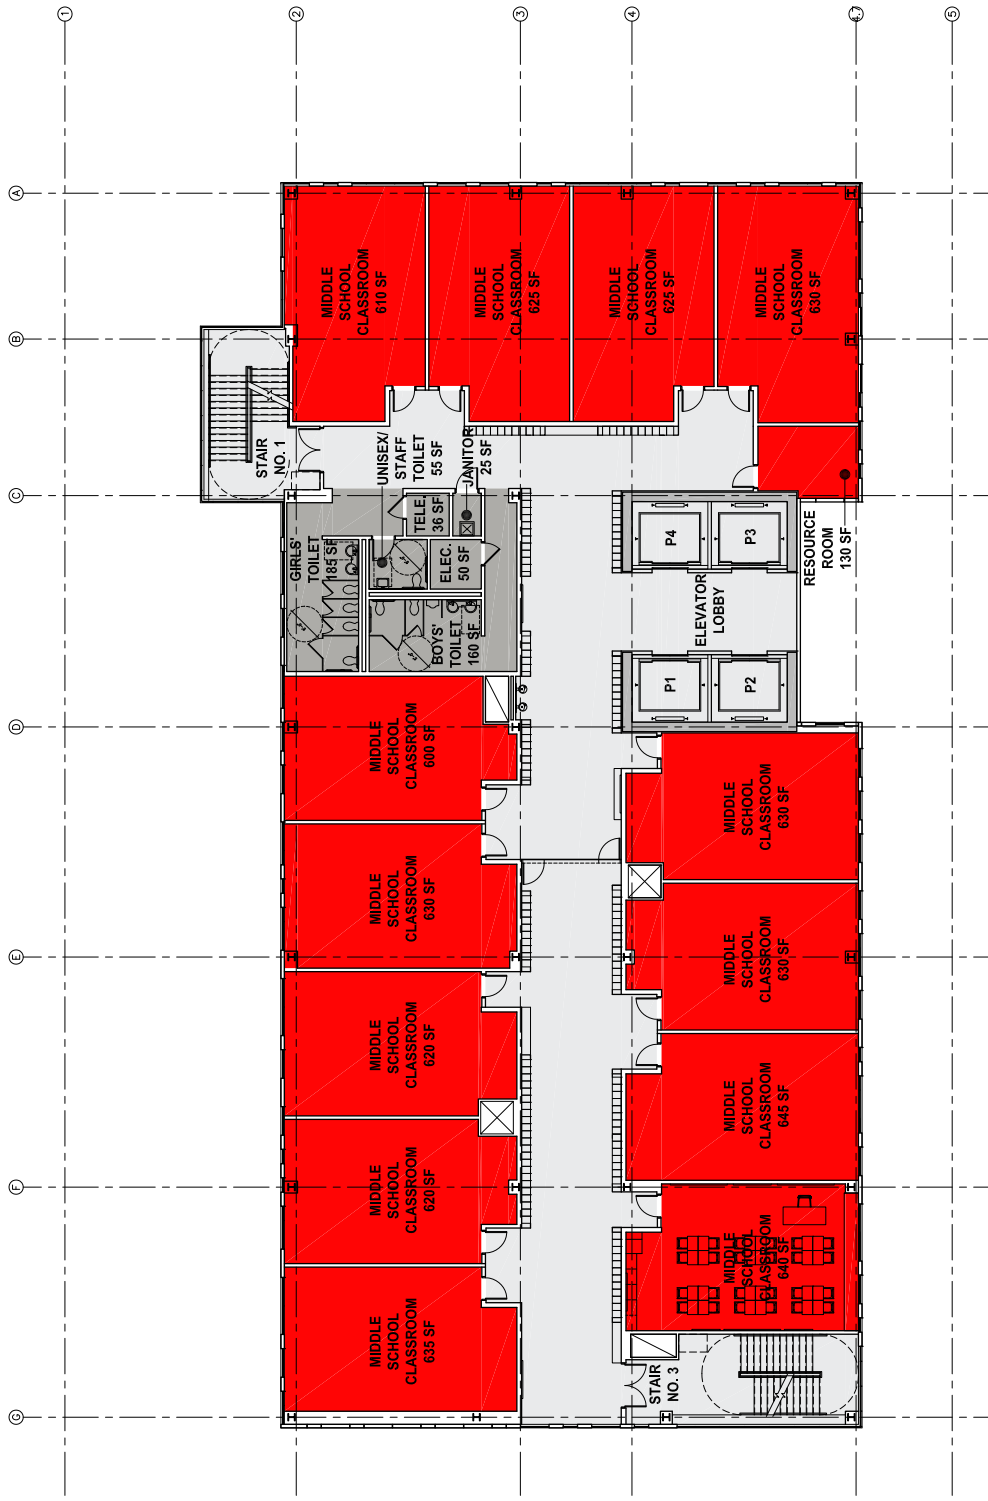 1
2
3
4
4.7
5
A
B
C
D
E
F
G
MIDDLE
SCHOOL
CLASSROOM
610 SF
MIDDLE
SCHOOL
CLASSROOM
625 SF
MIDDLE
SCHOOL
CLASSROOM
625 SF
MIDDLE
SCHOOL
CLASSROOM
630 SF
STAIR
NO. 1
UNISEX/
STAFF
TOILET
55 SF
JANITOR
25 SF
GIRLS'
TOILET
185 SF
TELE.
36 SF
ELEC.
50 SF
BOYS'
TOILET
160 SF
P4
P3
ELEVATOR
LOBBY
P1
P2
RESOURCE
ROOM
130 SF
MIDDLE
SCHOOL
CLASSROOM
600 SF
MIDDLE
SCHOOL
CLASSROOM
630 SF
MIDDLE
SCHOOL
CLASSROOM
630 SF
MIDDLE
SCHOOL
CLASSROOM
630 SF
MIDDLE
SCHOOL
CLASSROOM
620 SF
MIDDLE
SCHOOL
CLASSROOM
645 SF
MIDDLE
SCHOOL
CLASSROOM
620 SF
MIDDLE
SCHOOL
CLASSROOM
640 SF
MIDDLE
SCHOOL
CLASSROOM
635 SF
STAIR
NO. 3